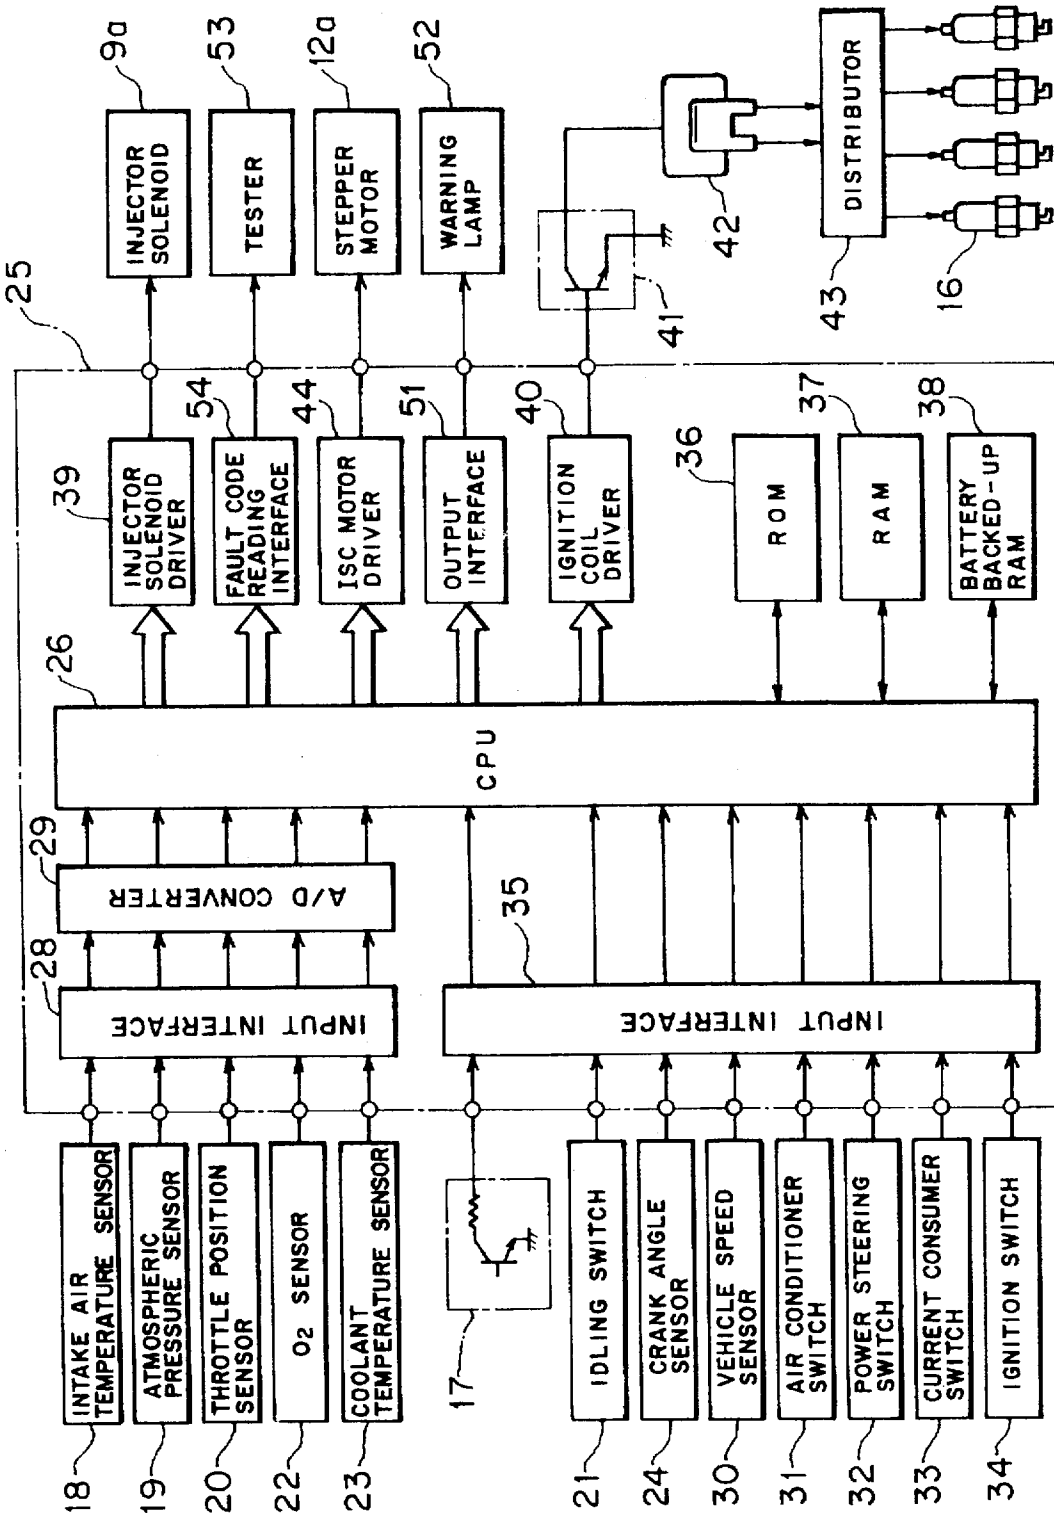 18
INTAKE AIR
TEMPERATURE SENSOR
19
ATMOSPHERIC
PRESSURE SENSOR
20
THROTTLE POSITION
SENSOR
22
O2 SENSOR
23
COOLANT
TEMPERATURE SENSOR
17
21
IDLING SWITCH
24
CRANK ANGLE
SENSOR
30
VEHICLE SPEED
SENSOR
31
AIR CONDITIONER
SWITCH
32
POWER STEERING
SWITCH
33
CURRENT CONSUMER
SWITCH
34
IGNITION SWITCH
28
INPUT INTERFACE
29
A/D CONVERTER
35
INPUT INTERFACE
26
CPU
25
39
INJECTOR
SOLENOID
DRIVER
54
FAULT CODE
READING
INTERFACE
44
ISC MOTOR
DRIVER
51
OUTPUT
INTERFACE
40
IGNITION
COIL
DRIVER
36
ROM
37
RAM
38
BATTERY
BACKED-UP
RAM
9a
INJECTOR
SOLENOID
53
TESTER
12a
STEPPER
MOTOR
52
WARNING
LAMP
41
42
43
DISTRIBUTOR
16